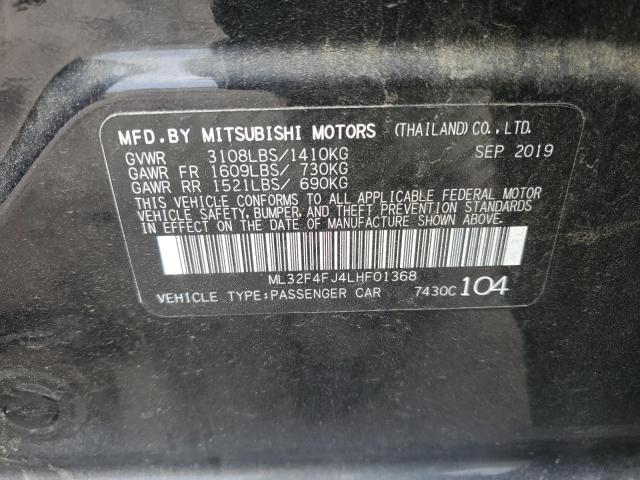 MFD.BY MITSUBISHI MOTORS (THAILAND) CO., LTD.
GVWR 3108LBS/1410KG SEP 2019
GAWR FR 1609LBS/ 730KG
GAWR RR 1521LBS/ 690KG
THIS VEHICLE CONFORMS TO ALL APPLICABLE FEDERAL MOTOR
VEHICLE SAFETY, BUMPER, AND THEFT PREVENTION STANDARDS
IN EFFECT ON THE DATE OF MANUFACTURE SHOWN ABOVE.
ML32F4FJ4LHF01368
VEHICLE TYPE:PASSENGER CAR 7430C 104